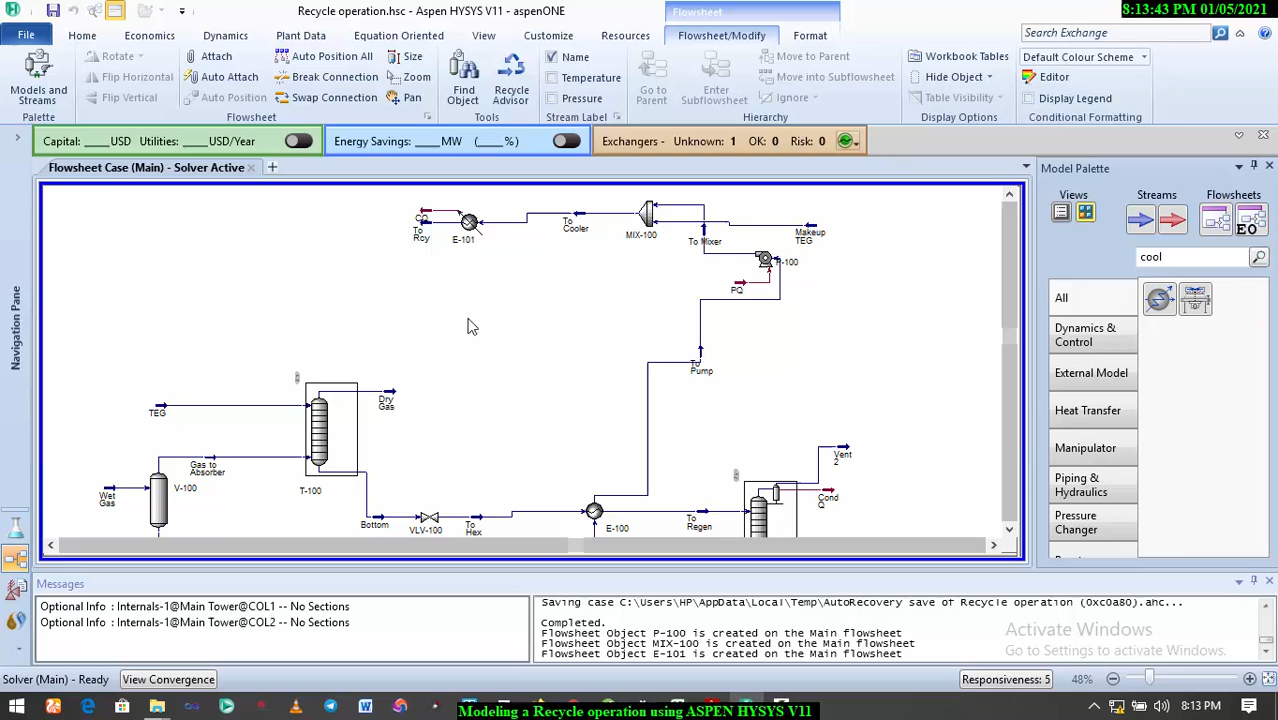 Recycle operation.hsc - Aspen HYSYS V11 - aspenONE
Flowsheet
8:13:43 PM 01/05/2021
File Home Economics Dynamics Plant Data Equation Oriented View Customize Resources Flowsheet/Modify Format
Search Exchange
Models and Streams
Palette
Rotate
Flip Horizontal
Flip Vertical
Attach
Auto Attach
Auto Position
Auto Position All
Break Connection
Swap Connection
Size
Zoom
Pan
Flowsheet
Find Object
Recycle Advisor
Tools
Name
Temperature
Pressure
Stream Label
Go to Parent
Enter Subflowsheet
Move to Parent
Move into Subflowsheet
Ignore
Hierarchy
Workbook Tables
Hide Object
Table Visibility
Display Options
Default Colour Scheme
Editor
Display Legend
Conditional Formatting
Capital: ____ USD Utilities: ____ USD/Year
Energy Savings: ____ MW (____ %)
Exchangers - Unknown: 1 OK: 0 Risk: 0
Flowsheet Case (Main) - Solver Active
Navigation Pane
CQ
To Rcy
E-101
To Cooler
MIX-100
To Mixer
Makeup TEG
P-100
PQ
To Pump
TEG
Dry Gas
Gas to Absorber
Wet Gas
V-100
T-100
Bottom
VLV-100
To Hex
E-100
To Regen
Vent 2
Cond Q
Model Palette
Views Streams Flowsheets
EO
cool
All
Dynamics & Control
External Model
Heat Transfer
Manipulator
Piping & Hydraulics
Pressure Changer
Messages
Optional Info : Internals-1@Main Tower@COL1 -- No Sections
Optional Info : Internals-1@Main Tower@COL2 -- No Sections
Saving case C:\Users\HP\AppData\Local\Temp\AutoRecovery save of Recycle operation (0xc0a80).ahc...
Completed.
Flowsheet Object P-100 is created on the Main flowsheet
Flowsheet Object MIX-100 is created on the Main flowsheet
Flowsheet Object E-101 is created on the Main flowsheet
Activate Windows
Go to Settings to activate Windows.
Solver (Main) - Ready
View Convergence
Responsiveness: 5
48%
Modeling a Recycle operation using ASPEN HYSYS V11
8:13 PM